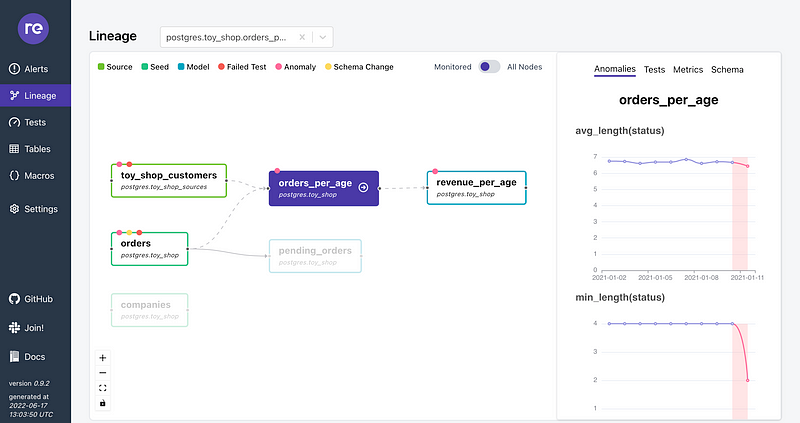 re
Alerts
Lineage
Tests
Tables
Macros
Settings
GitHub
Join!
Docs
version 0.9.2
generated at
2022-06-17
13:03:50 UTC
Lineage
postgres.toy_shop.orders_p...
Source
Seed
Model
Failed Test
Anomaly
Schema Change
Monitored
All Nodes
toy_shop_customers
postgres.toy_shop_sources
orders_per_age
postgres.toy_shop
revenue_per_age
postgres.toy_shop
orders
postgres.toy_shop
pending_orders
postgres.toy_shop
companies
postgres.toy_shop
Anomalies Tests Metrics Schema
orders_per_age
avg_length(status)
7
6
5
4
3
2
1
0
2021-01-02 2021-01-05 2021-01-08 2021-01-11
min_length(status)
4
3
2
1